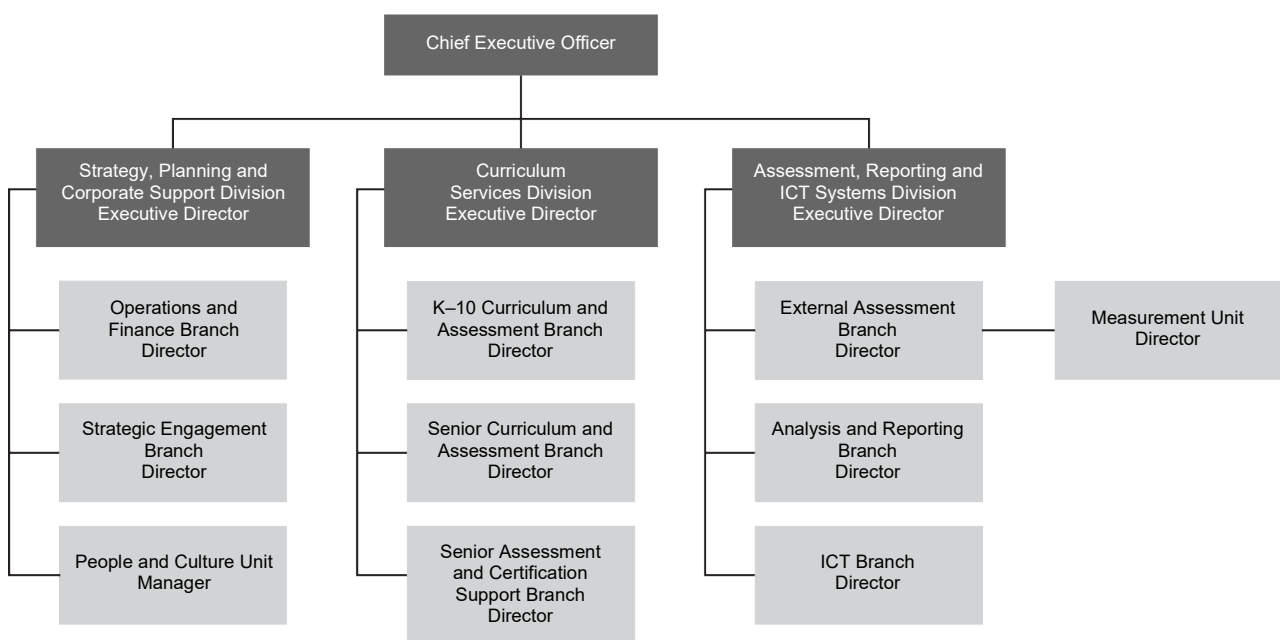 Chief Executive Officer
Strategy, Planning and
Corporate Support Division
Executive Director
Curriculum
Services Division
Executive Director
Assessment, Reporting and
ICT Systems Division
Executive Director
Operations and
Finance Branch
Director
K–10 Curriculum and
Assessment Branch
Director
External Assessment
Branch
Director
Measurement Unit
Director
Strategic Engagement
Branch
Director
Senior Curriculum and
Assessment Branch
Director
Analysis and Reporting
Branch
Director
People and Culture Unit
Manager
Senior Assessment
and Certification
Support Branch
Director
ICT Branch
Director